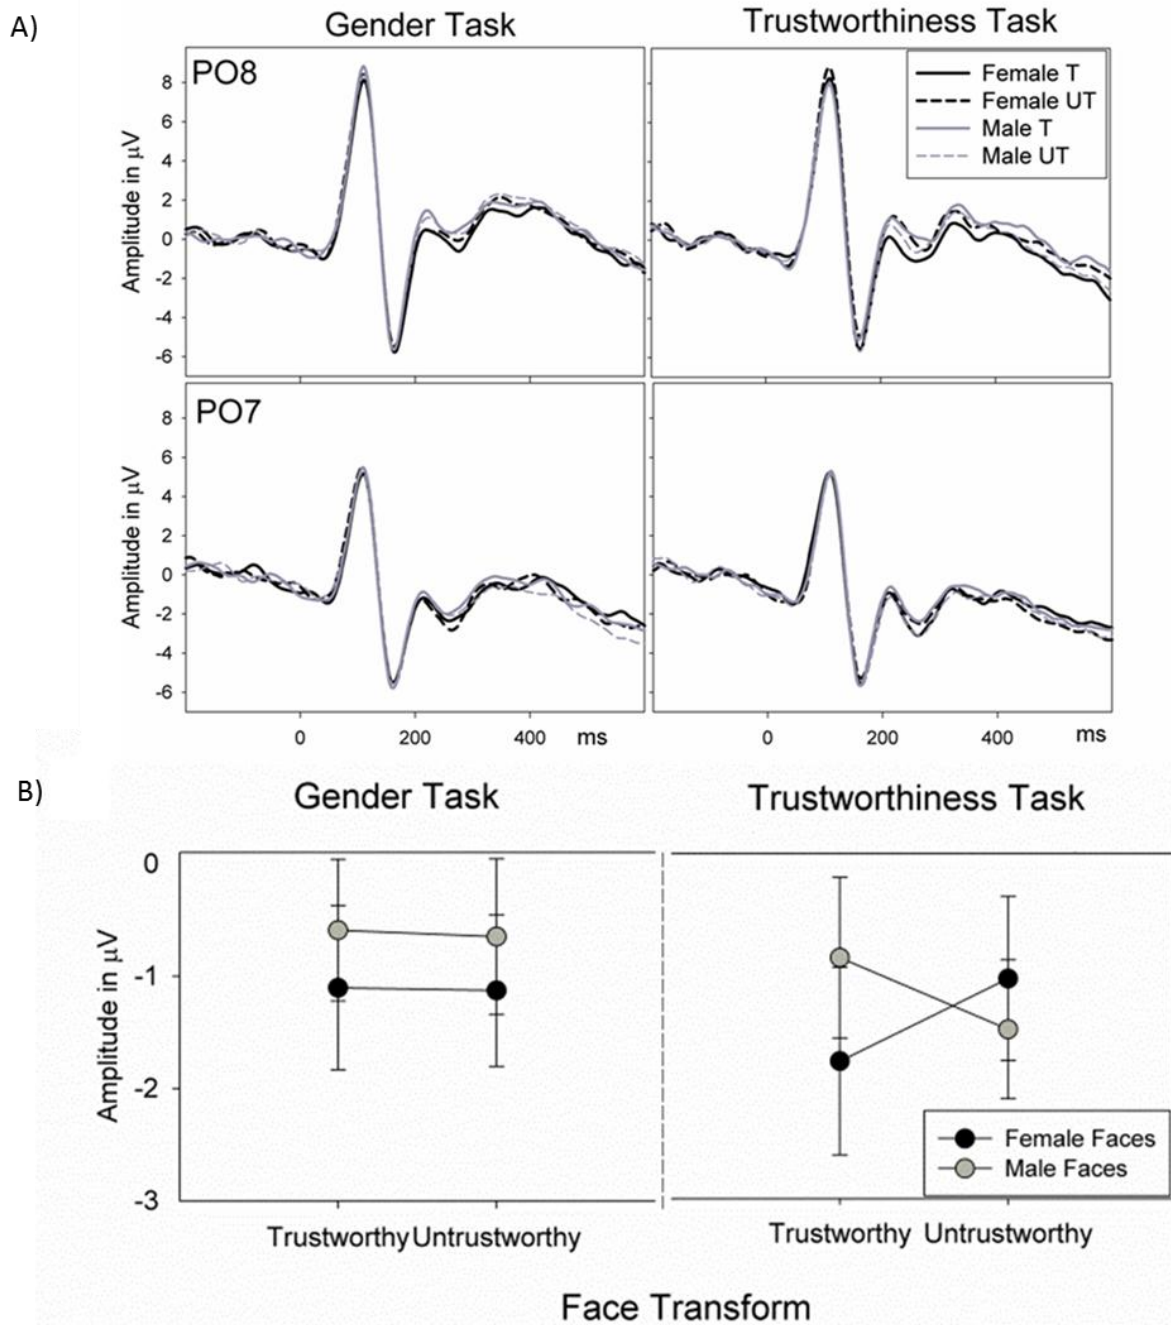 A)
Gender Task
Trustworthiness Task
PO8
Female T
Female UT
Male T
Male UT
Amplitude in μV
8
6
4
2
0
-2
-4
-6
PO7
Amplitude in μV
8
6
4
2
0
-2
-4
-6
0 200 400 ms
0 200 400 ms
B)
Gender Task
Trustworthiness Task
Amplitude in μV
0
-1
-2
-3
Female Faces
Male Faces
Trustworthy Untrustworthy
Trustworthy Untrustworthy
Face Transform